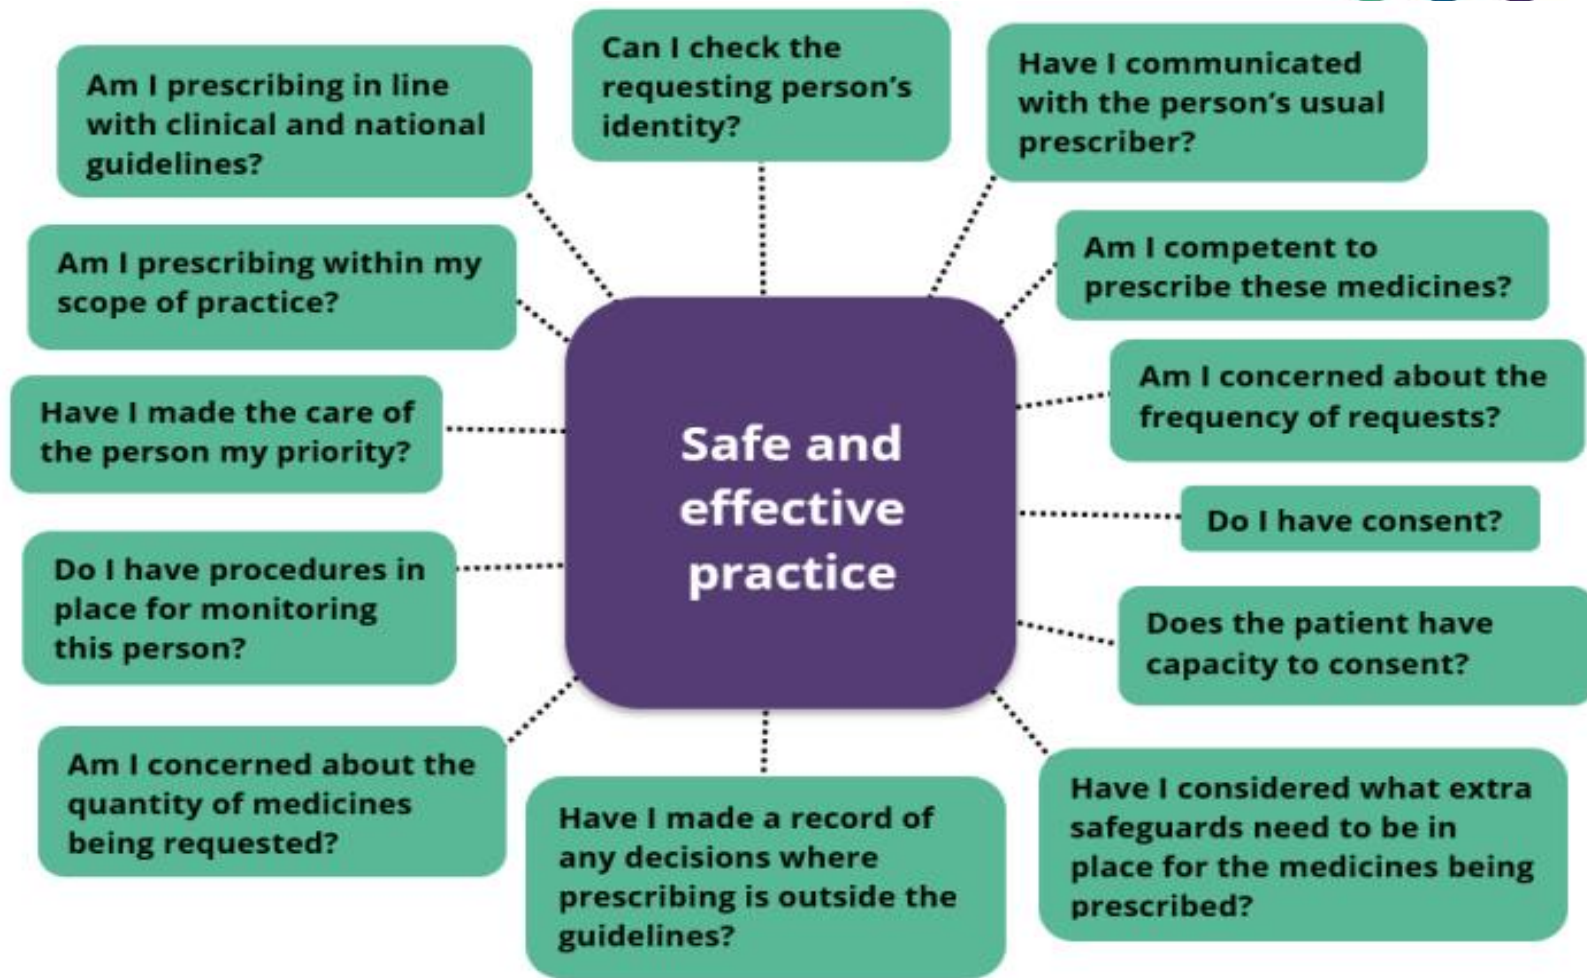 Am I prescribing in line
with clinical and national
guidelines?
Can I check the
requesting person's
identity?
Have I communicated
with the person's usual
prescriber?
Am I prescribing within my
scope of practice?
Am I competent to
prescribe these medicines?
Have I made the care of
the person my priority?
Am I concerned about the
frequency of requests?
Safe and
effective
practice
Do I have consent?
Do I have procedures in
place for monitoring
this person?
Does the patient have
capacity to consent?
Am I concerned about the
quantity of medicines
being requested?
Have I made a record of
any decisions where
prescribing is outside the
guidelines?
Have I considered what extra
safeguards need to be in
place for the medicines being
prescribed?